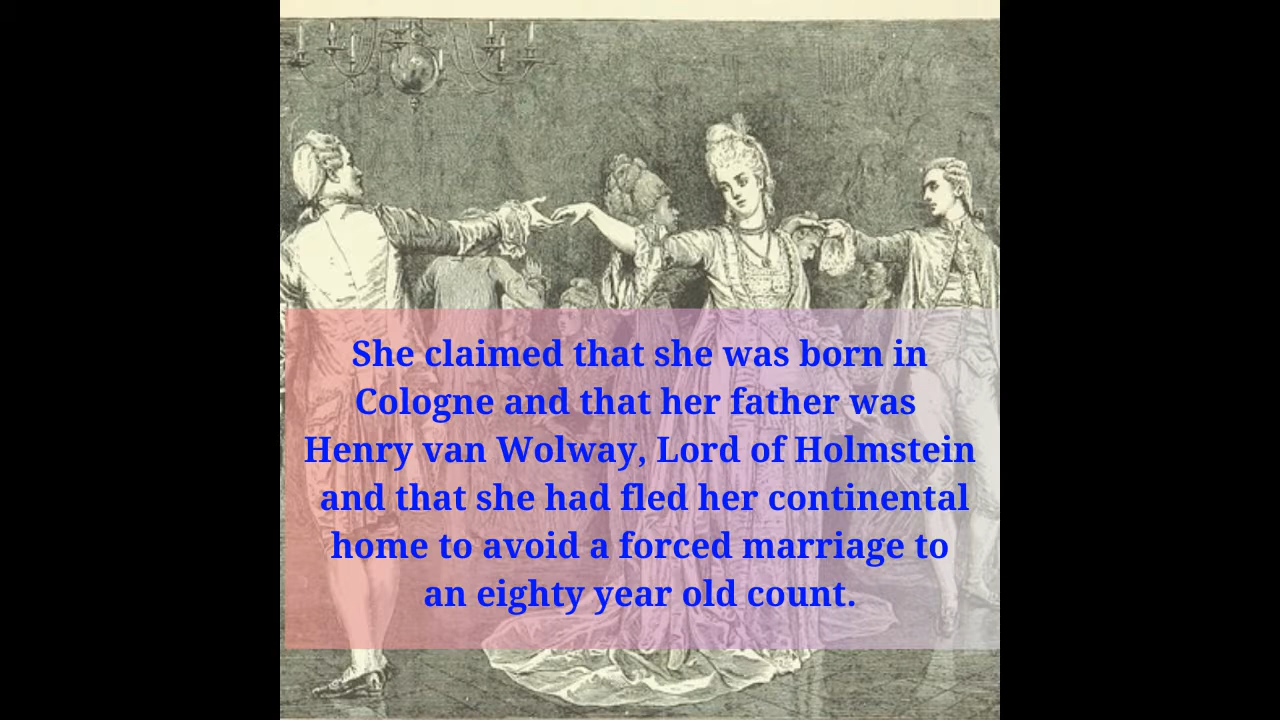 She claimed that she was born in
Cologne and that her father was
Henry van Wolway, Lord of Holmstein
and that she had fled her continental
home to avoid a forced marriage to
an eighty year old count.